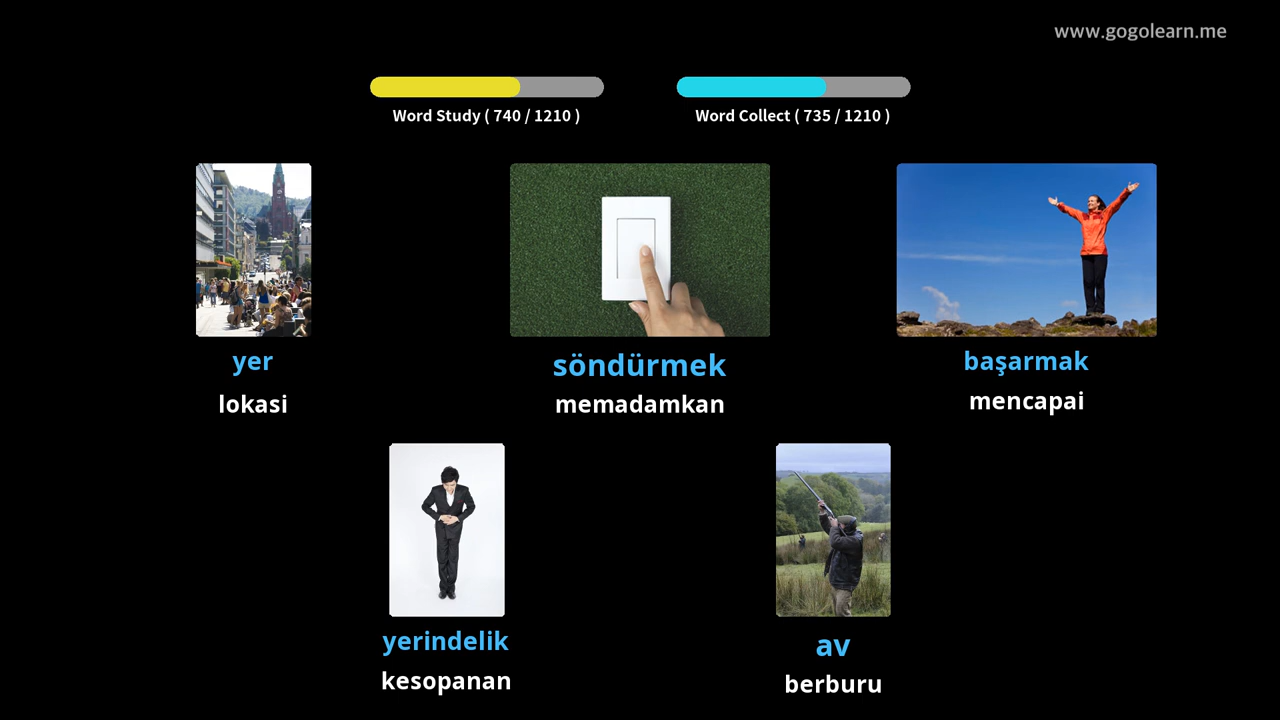 www.gogolearn.me
Word Study ( 740 / 1210 )
Word Collect ( 735 / 1210 )
yer
lokasi
söndürmek
memadamkan
başarmak
mencapai
yerindelik
kesopanan
av
berburu